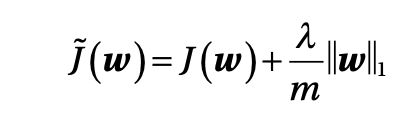 J̃(w) = J(w) + λ/m ‖w‖₁